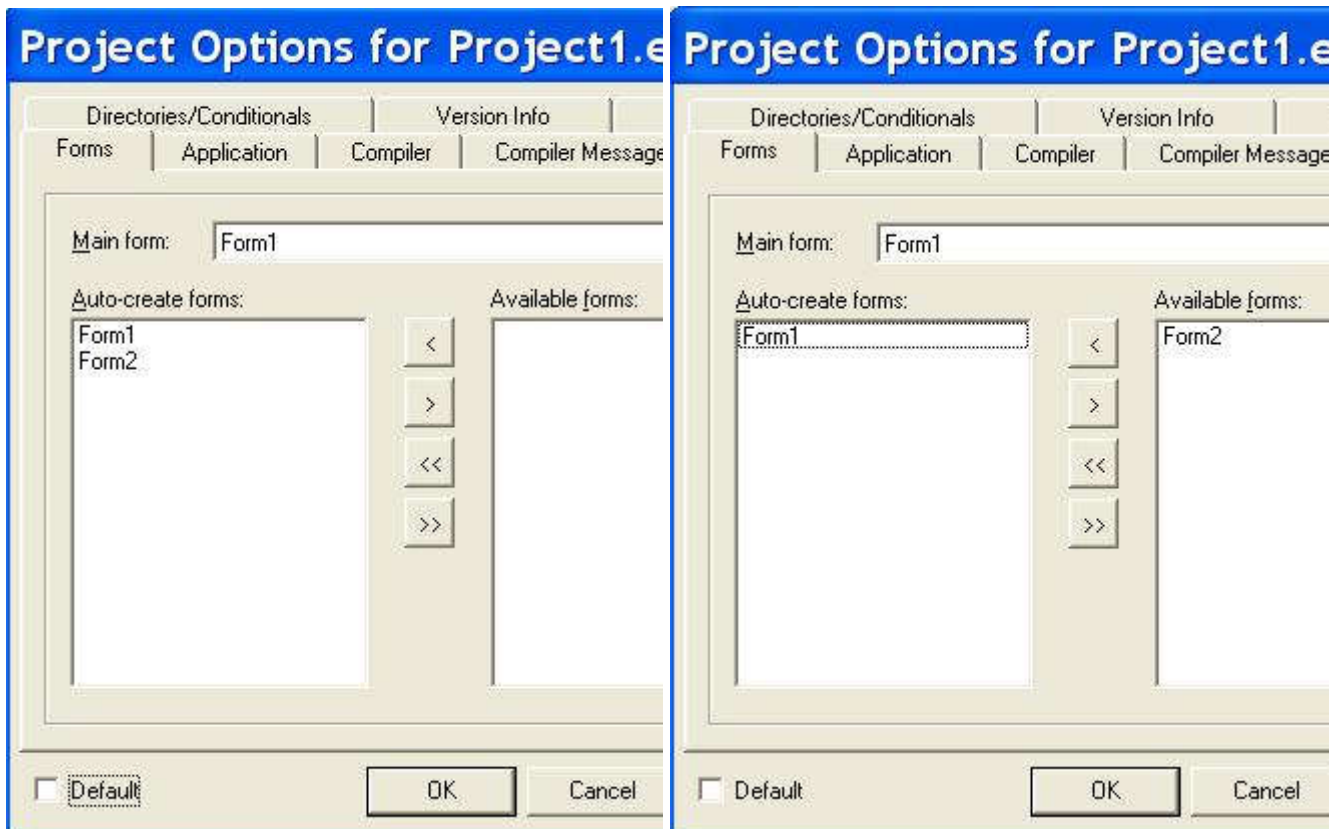 Project Options for Project1.e
Directories/Conditionals Version Info
Forms Application Compiler Compiler Message
Main form: Form1
Auto-create forms: Available forms:
Form1
Form2
<
>
<<
>>
Default OK Cancel
Project Options for Project1.e
Directories/Conditionals Version Info
Forms Application Compiler Compiler Message
Main form: Form1
Auto-create forms: Available forms:
Form1 Form2
<
>
<<
>>
Default OK Cancel